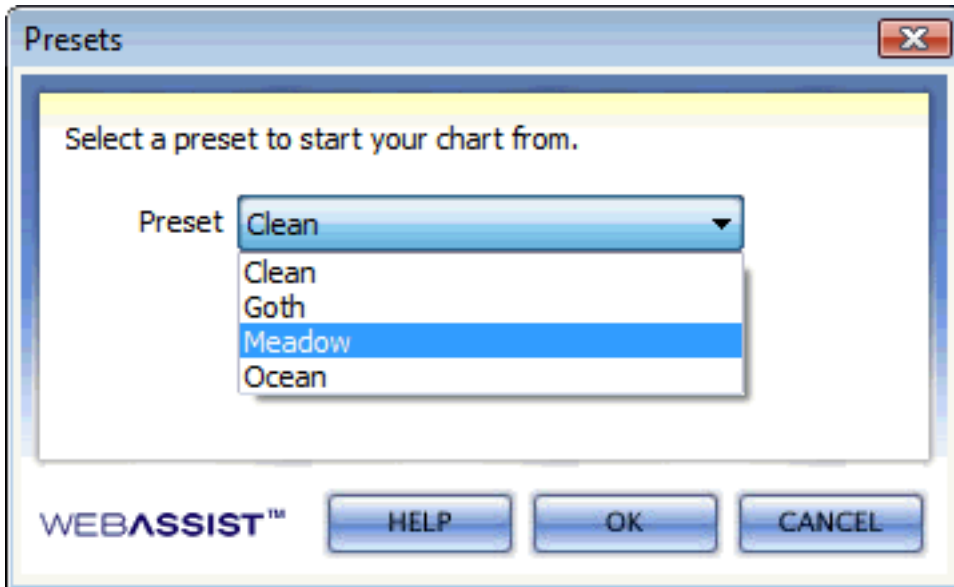 Presets
Select a preset to start your chart from.
Preset Clean
Clean
Goth
Meadow
Ocean
WEBASSIST™ HELP OK CANCEL